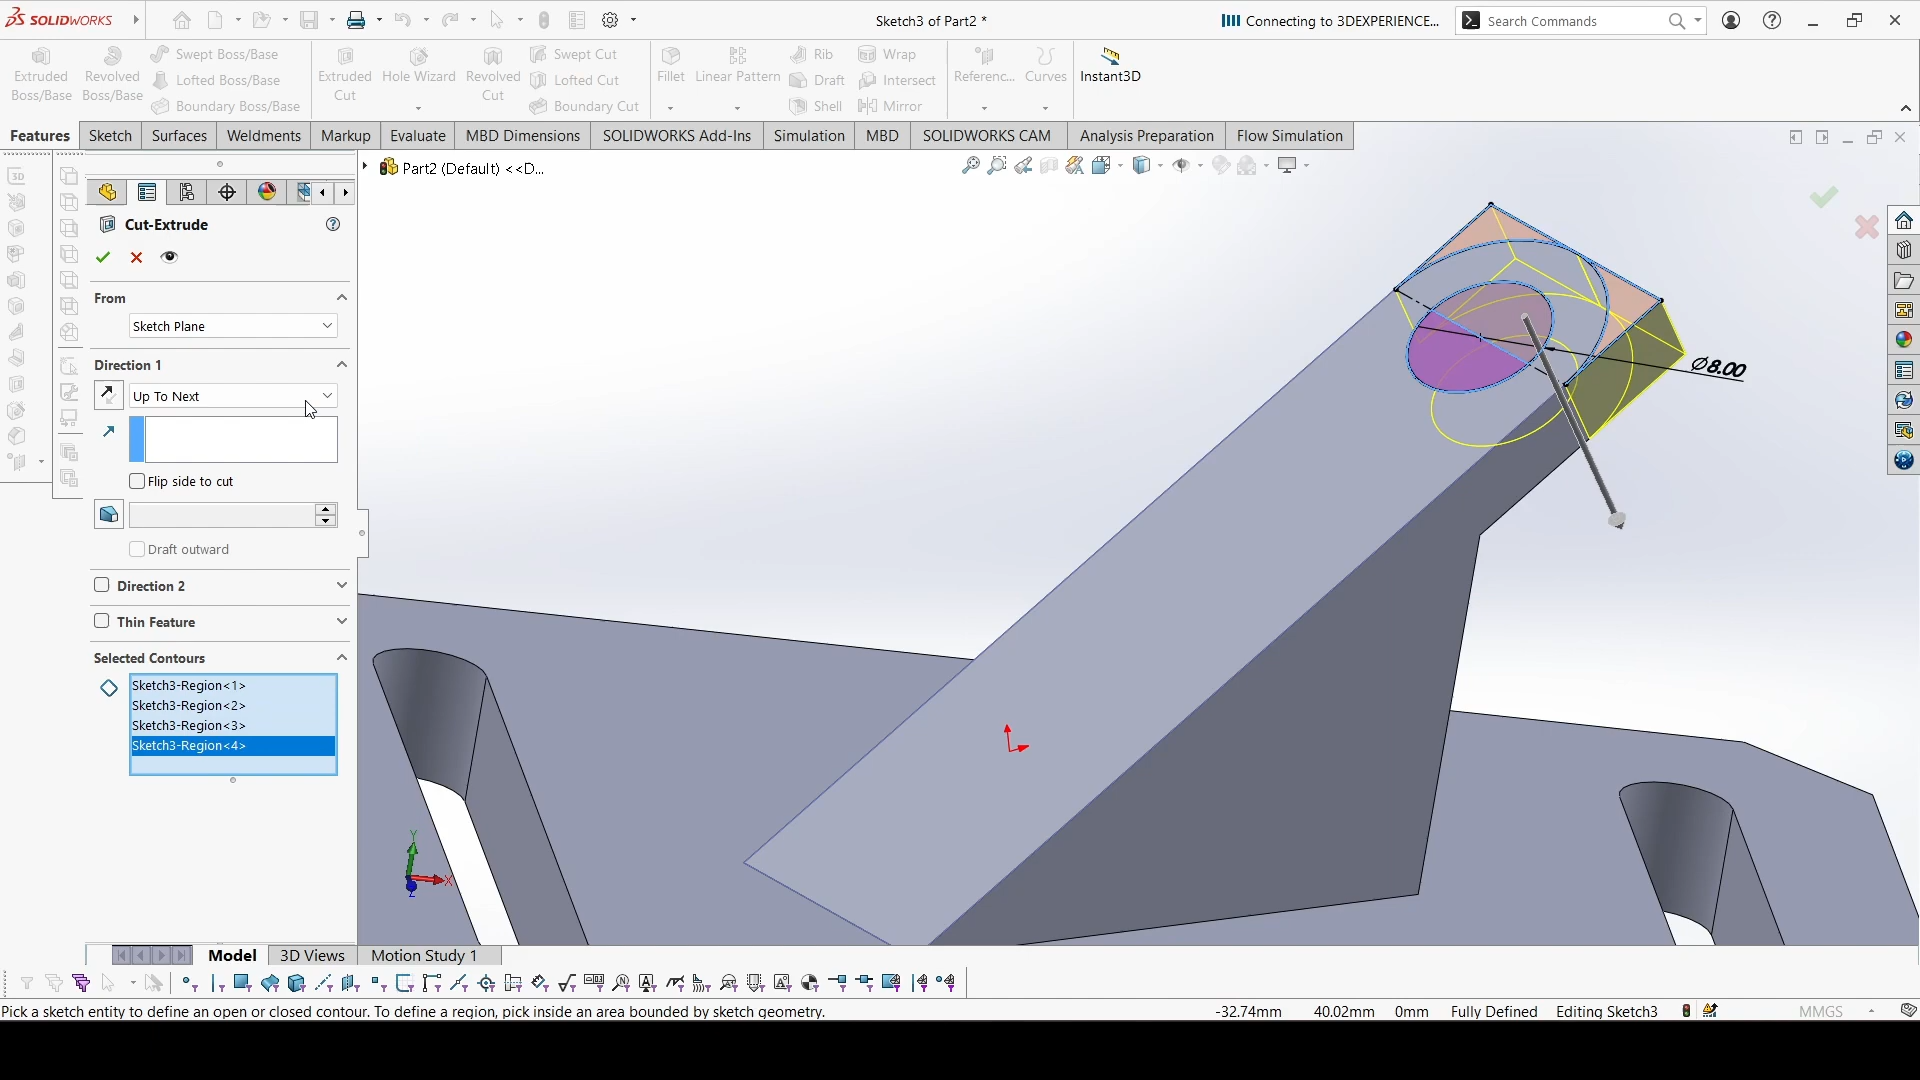 SOLIDWORKS
Sketch3 of Part2 *
Connecting to 3DEXPERIENCE...
Search Commands
Extruded Boss/Base
Revolved Boss/Base
Swept Boss/Base
Lofted Boss/Base
Boundary Boss/Base
Extruded Cut
Hole Wizard
Revolved Cut
Swept Cut
Lofted Cut
Boundary Cut
Fillet
Linear Pattern
Rib
Draft
Shell
Wrap
Intersect
Mirror
Referenc...
Curves
Instant3D
Features
Sketch
Surfaces
Weldments
Markup
Evaluate
MBD Dimensions
SOLIDWORKS Add-Ins
Simulation
MBD
SOLIDWORKS CAM
Analysis Preparation
Flow Simulation
Part2 (Default) <<D...
Cut-Extrude
From
Sketch Plane
Direction 1
Up To Next
Flip side to cut
Draft outward
Direction 2
Thin Feature
Selected Contours
Sketch3-Region<1>
Sketch3-Region<2>
Sketch3-Region<3>
Sketch3-Region<4>
∅8.00
Y
X
Z
Model
3D Views
Motion Study 1
Pick a sketch entity to define an open or closed contour. To define a region, pick inside an area bounded by sketch geometry.
-32.74mm
40.02mm
0mm
Fully Defined
Editing Sketch3
MMGS